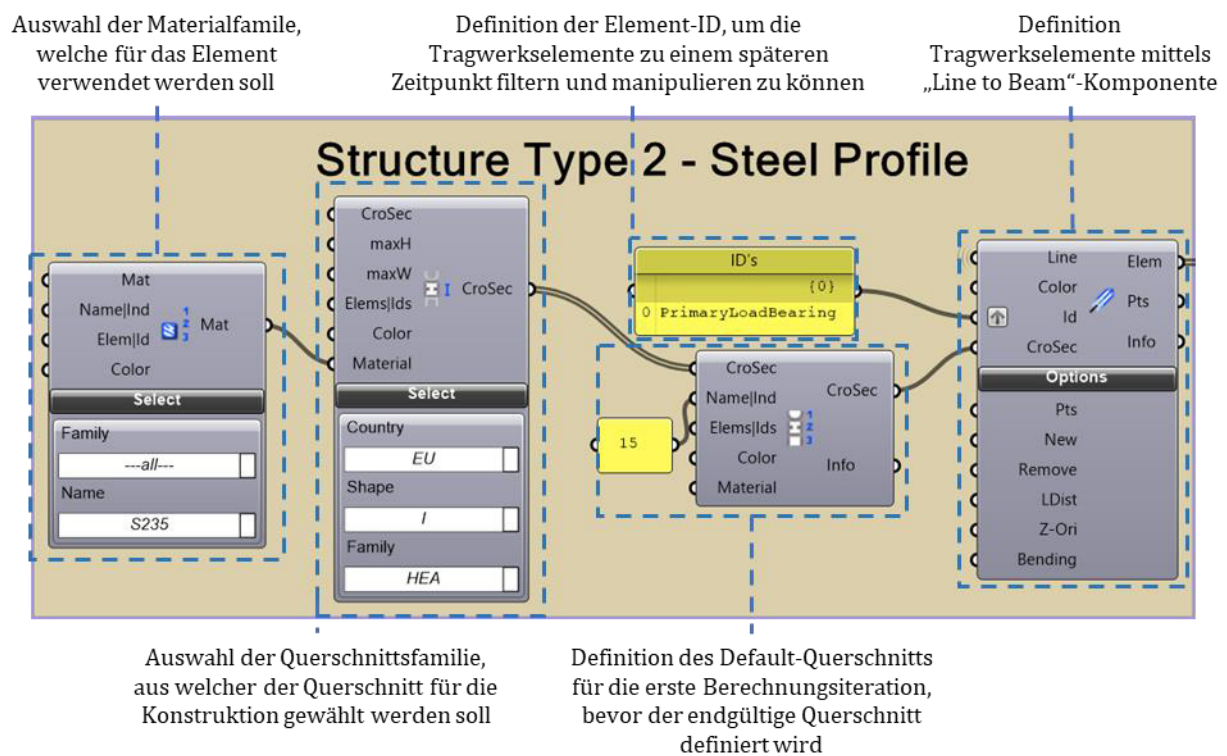 Auswahl der Materialfamile,
welche für das Element
verwendet werden soll
Definition der Element-ID, um die
Tragwerkselemente zu einem späteren
Zeitpunkt filtern und manipulieren zu können
Definition
Tragwerkselemente mittels
„Line to Beam“-Komponente
Structure Type 2 - Steel Profile
Mat
Name|Ind
Elem|Id
Color
1
2
3
Mat
Select
Family
---all---
Name
S235
CroSec
maxH
maxW
Elems|Ids
Color
Material
CroSec
Select
Country
EU
Shape
I
Family
HEA
ID's
{0}
0 PrimaryLoadBearing
15
CroSec
Name|Ind
Elems|Ids
Color
Material
1
2
3
CroSec
Info
Line
Color
Id
CroSec
Elem
Pts
Info
Options
Pts
New
Remove
LDist
Z-Ori
Bending
Auswahl der Querschnittsfamilie,
aus welcher der Querschnitt für die
Konstruktion gewählt werden soll
Definition des Default-Querschnitts
für die erste Berechnungsiteration,
bevor der endgültige Querschnitt
definiert wird